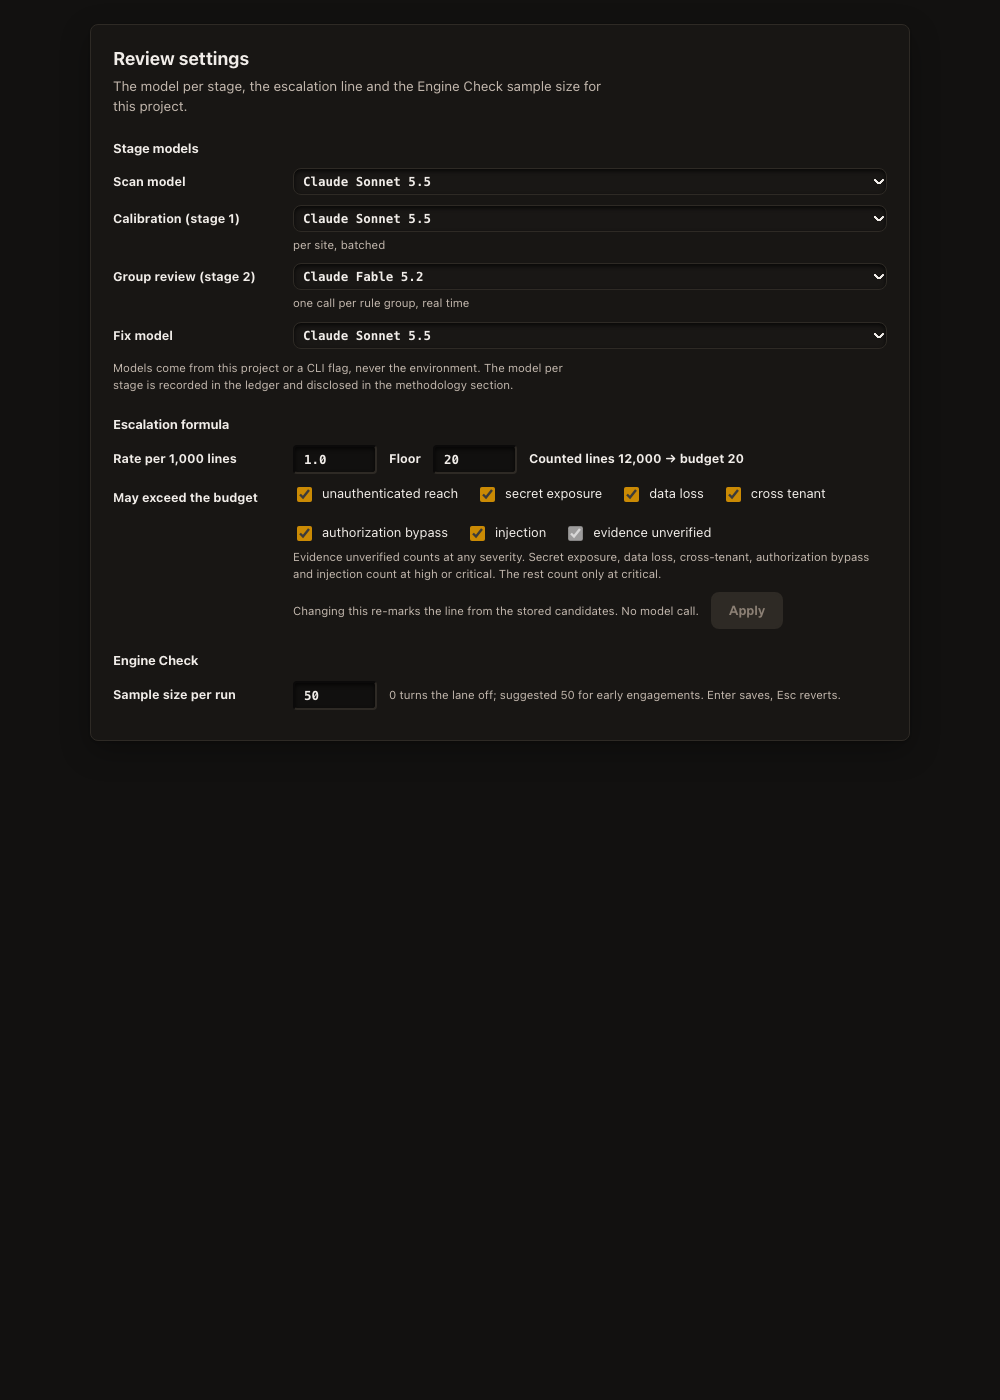 Review settings
The model per stage, the escalation line and the Engine Check sample size for
this project.
Stage models
Scan model
Claude Sonnet 5.5
Calibration (stage 1)
Claude Sonnet 5.5
per site, batched
Group review (stage 2)
Claude Fable 5.2
one call per rule group, real time
Fix model
Claude Sonnet 5.5
Models come from this project or a CLI flag, never the environment. The model per
stage is recorded in the ledger and disclosed in the methodology section.
Escalation formula
Rate per 1,000 lines 1.0 Floor 20 Counted lines 12,000 → budget 20
May exceed the budget unauthenticated reach secret exposure data loss cross tenant
authorization bypass injection evidence unverified
Evidence unverified counts at any severity. Secret exposure, data loss, cross-tenant, authorization bypass
and injection count at high or critical. The rest count only at critical.
Changing this re-marks the line from the stored candidates. No model call. Apply
Engine Check
Sample size per run 50 0 turns the lane off; suggested 50 for early engagements. Enter saves, Esc reverts.